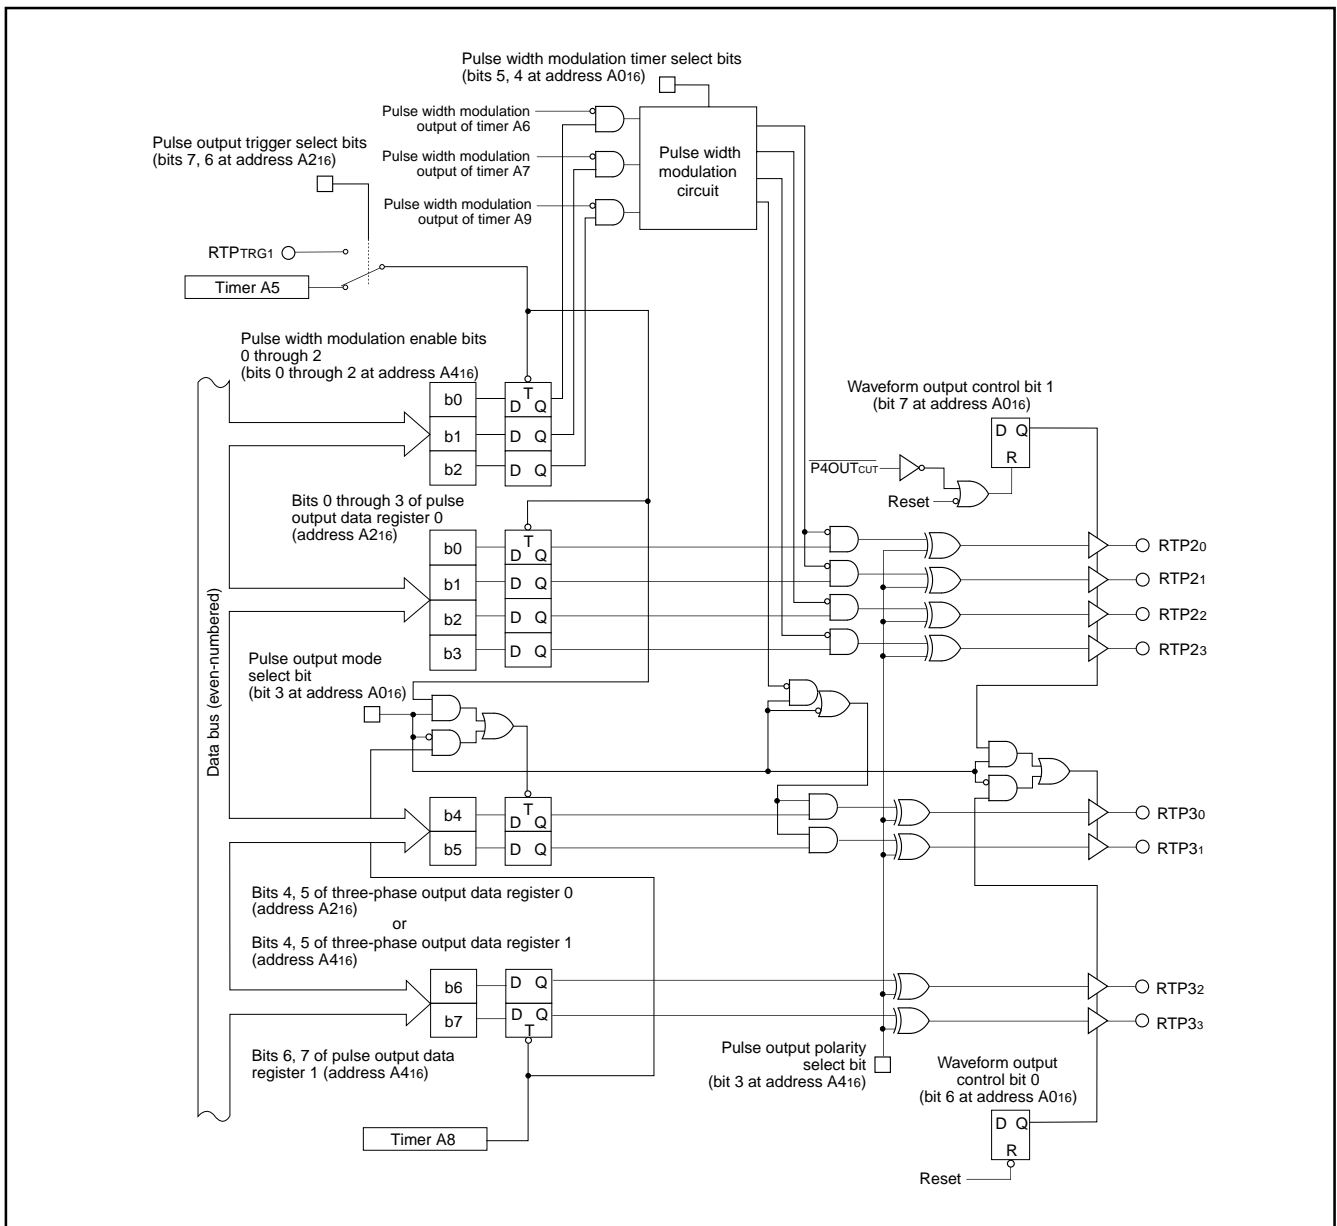 Pulse width modulation timer select bits
(bits 5, 4 at address A016)
Pulse width modulation
output of timer A6
Pulse output trigger select bits
(bits 7, 6 at address A216)
Pulse width modulation
output of timer A7
Pulse width
modulation
circuit
Pulse width modulation
output of timer A9
RTPTRG1
Timer A5
Pulse width modulation enable bits
0 through 2
(bits 0 through 2 at address A416)
b0
D T Q
b1
D Q
b2
D Q
Waveform output control bit 1
(bit 7 at address A016)
D Q
R
P4OUTCUT
Reset
Bits 0 through 3 of pulse
output data register 0
(address A216)
b0
D T Q
b1
D Q
b2
D Q
b3
D Q
RTP20
RTP21
RTP22
RTP23
Data bus (even-numbered)
Pulse output mode
select bit
(bit 3 at address A016)
b4
D T Q
b5
D Q
RTP30
RTP31
Bits 4, 5 of three-phase output data register 0
(address A216)
or
Bits 4, 5 of three-phase output data register 1
(address A416)
b6
D Q
b7
D Q
T
RTP32
RTP33
Bits 6, 7 of pulse output data
register 1 (address A416)
Pulse output polarity
select bit
(bit 3 at address A416)
Waveform output
control bit 0
(bit 6 at address A016)
D Q
R
Timer A8
Reset